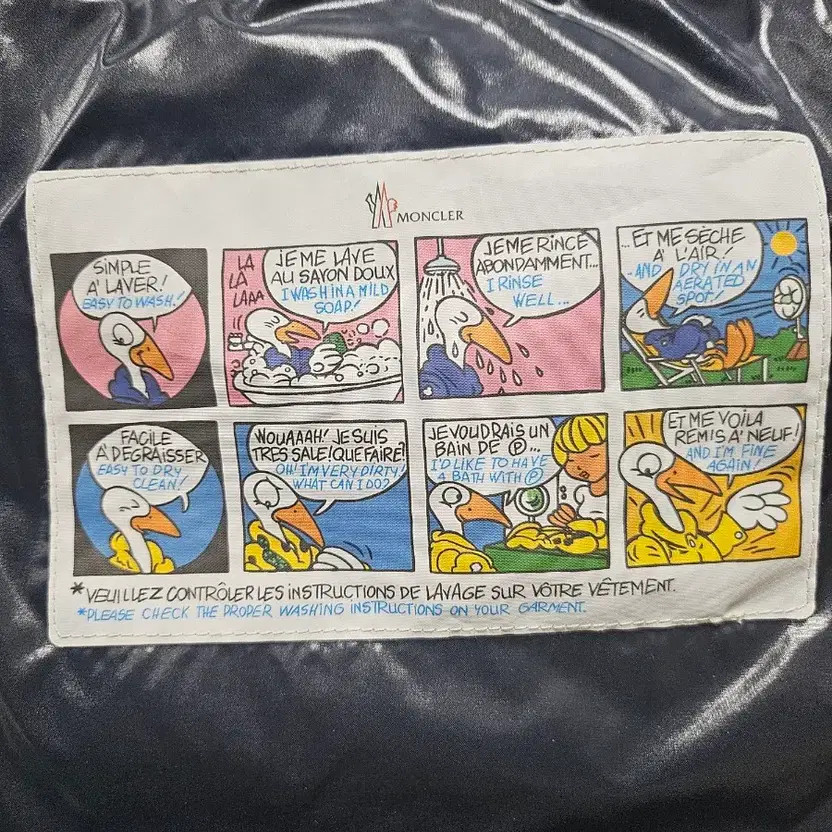 MONCLER
SIMPLE
A' LAVER!
EASY TO WASH!
LA
LA
LAAA
JE ME LAVE
AU SAVON DOUX
I WASH IN A MILD
SOAP!
JE ME RINCE
ABONDAMMENT...
I RINSE
WELL...
...ET ME SÈCHE
A' L'AIR!
...AND DRY IN AN
AERATED
SPOT!
FACILE
A' DÉGRAISSER
EASY TO DRY
CLEAN!
WOUAAAH! JE SUIS
TRES SALE! QUE FAIRE?
OH! I'M VERY DIRTY!
WHAT CAN I DO?
JE VOUDRAIS UN
BAIN DE Ⓟ...
I'D LIKE TO HAVE
A BATH WITH Ⓟ
P
ET ME VOILA
REMIS A' NEUF!
AND I'M FINE
AGAIN!
*VEUILLEZ CONTRÔLER LES INSTRUCTIONS DE LAVAGE SUR VÔTRE VÊTEMENT.
*PLEASE CHECK THE PROPER WASHING INSTRUCTIONS ON YOUR GARMENT.